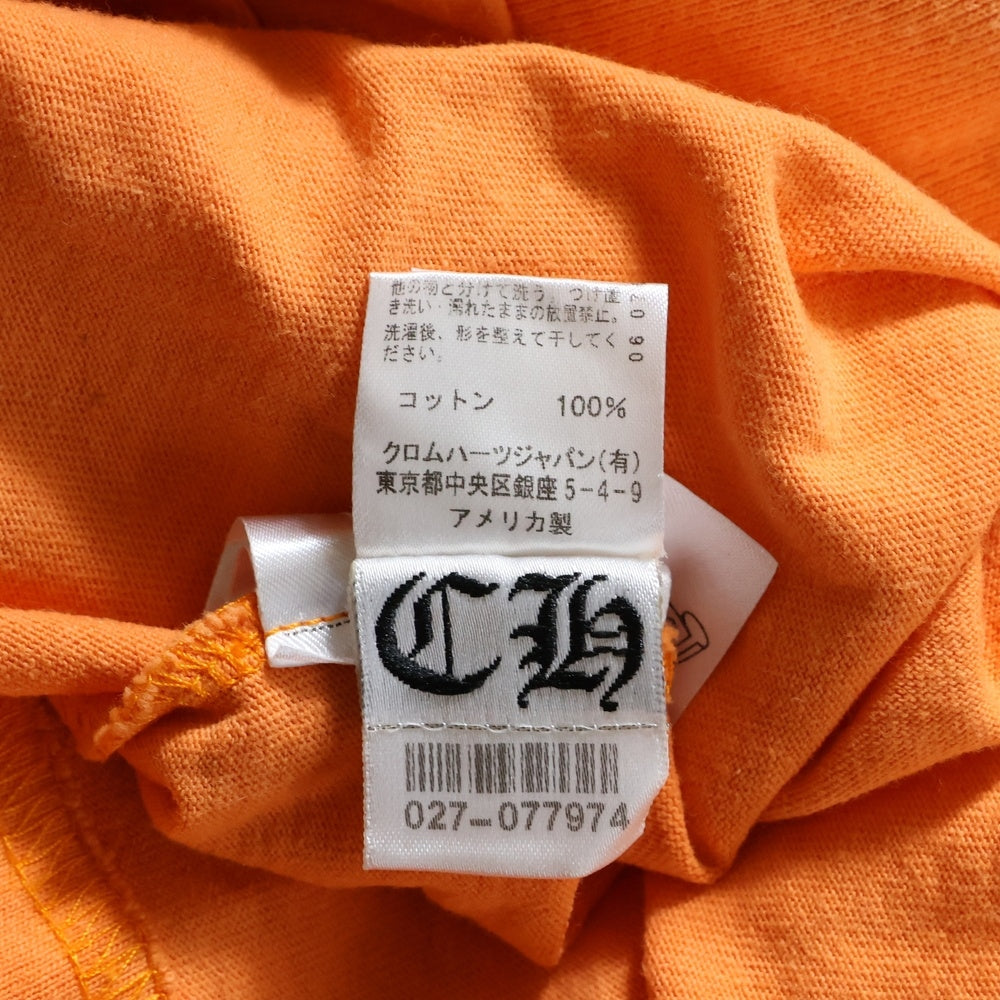 他の物と分けて洗う。つけ置
き洗い・濡れたままの放置禁止。
洗濯後、形を整えて干してく
ださい。
コットン 100%
クロムハーツジャパン(有)
東京都中央区銀座5-4-9
アメリカ製
CH
027-077974